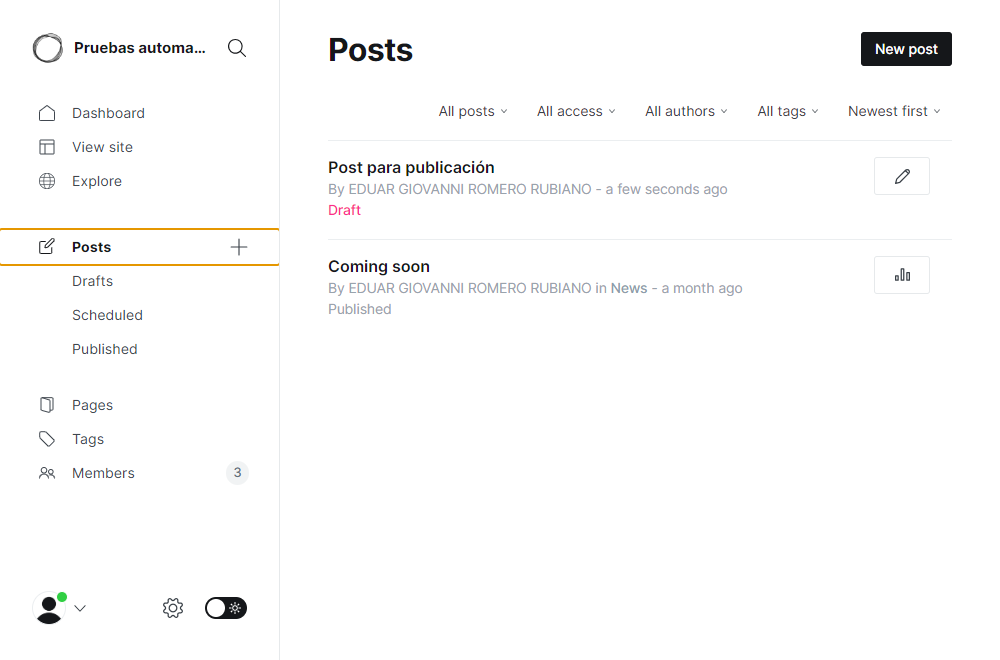 Pruebas automa...
Dashboard
View site
Explore
Posts
Drafts
Scheduled
Published
Pages
Tags
Members 3
Posts
New post
All posts All access All authors All tags Newest first
Post para publicación
By EDUAR GIOVANNI ROMERO RUBIANO - a few seconds ago
Draft
Coming soon
By EDUAR GIOVANNI ROMERO RUBIANO in News - a month ago
Published